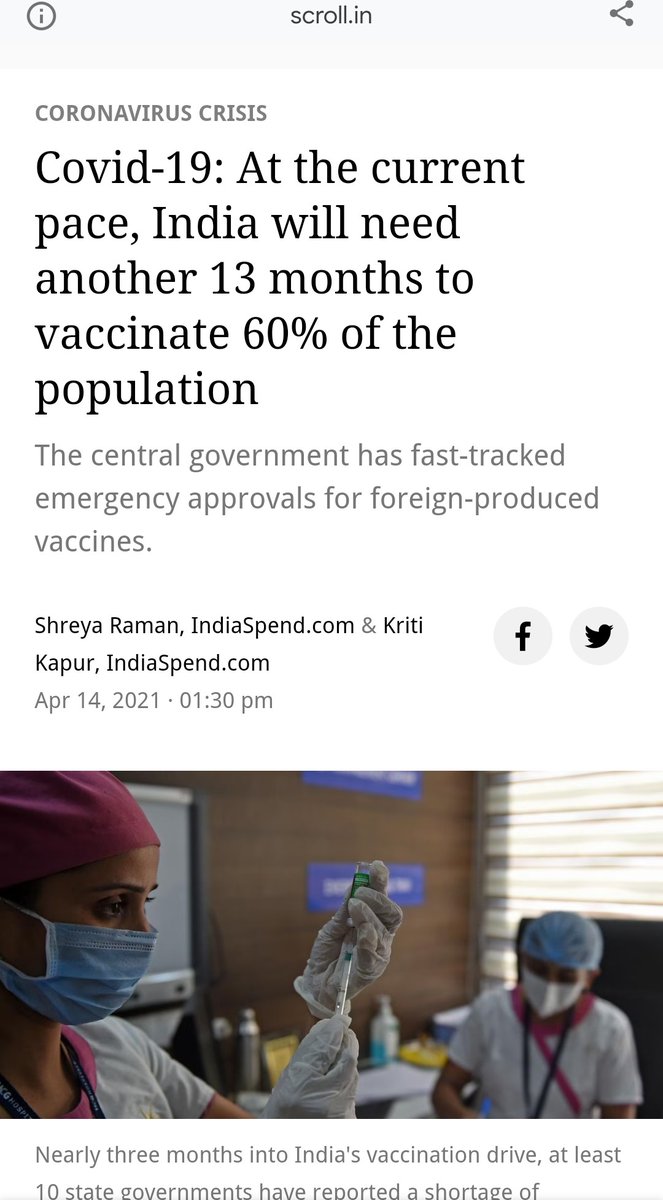 scroll.in
CORONAVIRUS CRISIS
Covid-19: At the current
pace, India will need
another 13 months to
vaccinate 60% of the
population
The central government has fast-tracked
emergency approvals for foreign-produced
vaccines.
Shreya Raman, IndiaSpend.com & Kriti
Kapur, IndiaSpend.com
Apr 14, 2021 · 01:30 pm
Nearly three months into India's vaccination drive, at least
10 state governments have reported a shortage of